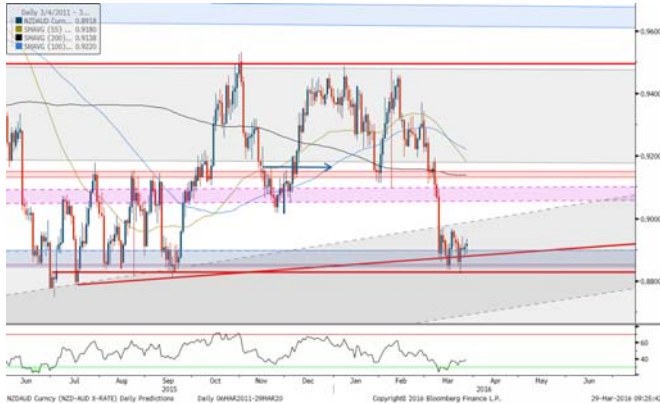 Daily 3/4/2011 - 3...
NZDAUD Curn... 0.8918
SMAVG (55) ... 0.9180
SMAVG (200) ... 0.9138
SMAVG (100)... 0.9220
0.9600
0.9400
0.9200
0.9000
0.8800
60
40
Jun Jul Aug Sep Oct Nov Dec Jan Feb Mar Apr May Jun
2015 2016
NZDAUD Curncy (NZD-AUD X-RATE) Daily Predictions Daily 06MAR2011-29MAR20 Copyright© 2016 Bloomberg Finance L.P. 29-Mar-2016 09:25:42